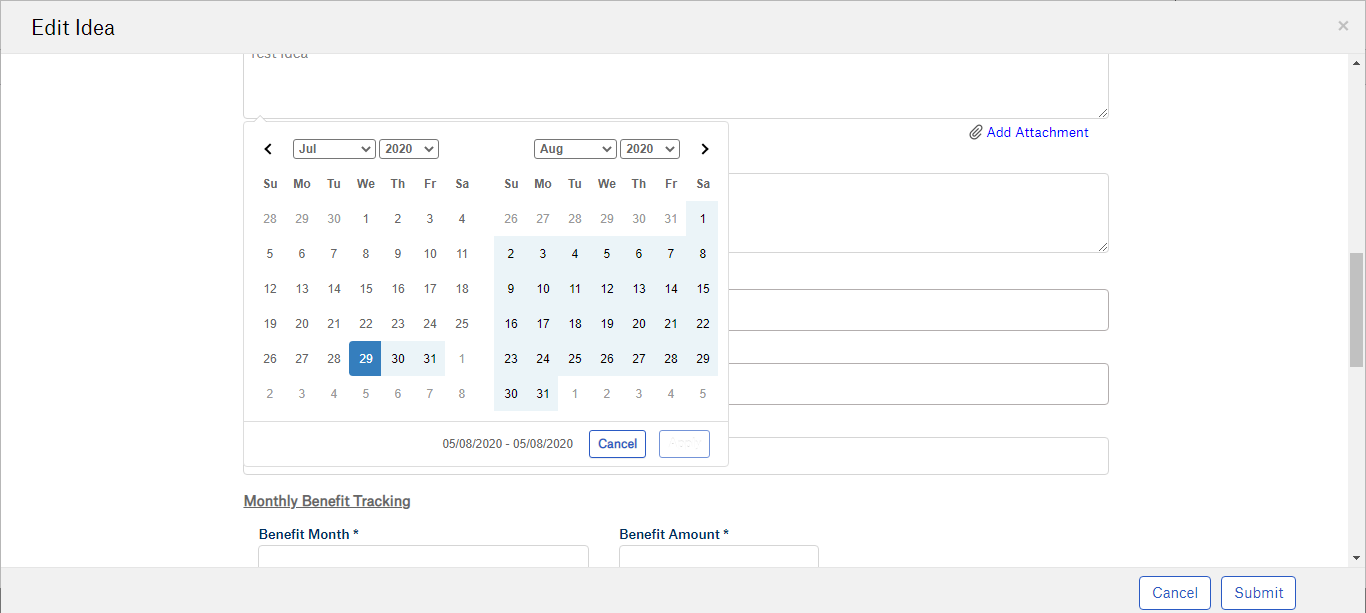 Edit Idea
×
Test Idea
Add Attachment
Jul 2020 Aug 2020
Su Mo Tu We Th Fr Sa Su Mo Tu We Th Fr Sa
28 29 30 1 2 3 4 26 27 28 29 30 31 1
5 6 7 8 9 10 11 2 3 4 5 6 7 8
12 13 14 15 16 17 18 9 10 11 12 13 14 15
19 20 21 22 23 24 25 16 17 18 19 20 21 22
26 27 28 29 30 31 1 23 24 25 26 27 28 29
2 3 4 5 6 7 8 30 31 1 2 3 4 5
05/08/2020 - 05/08/2020 Cancel Apply
Monthly Benefit Tracking
Benefit Month * Benefit Amount *
Cancel Submit